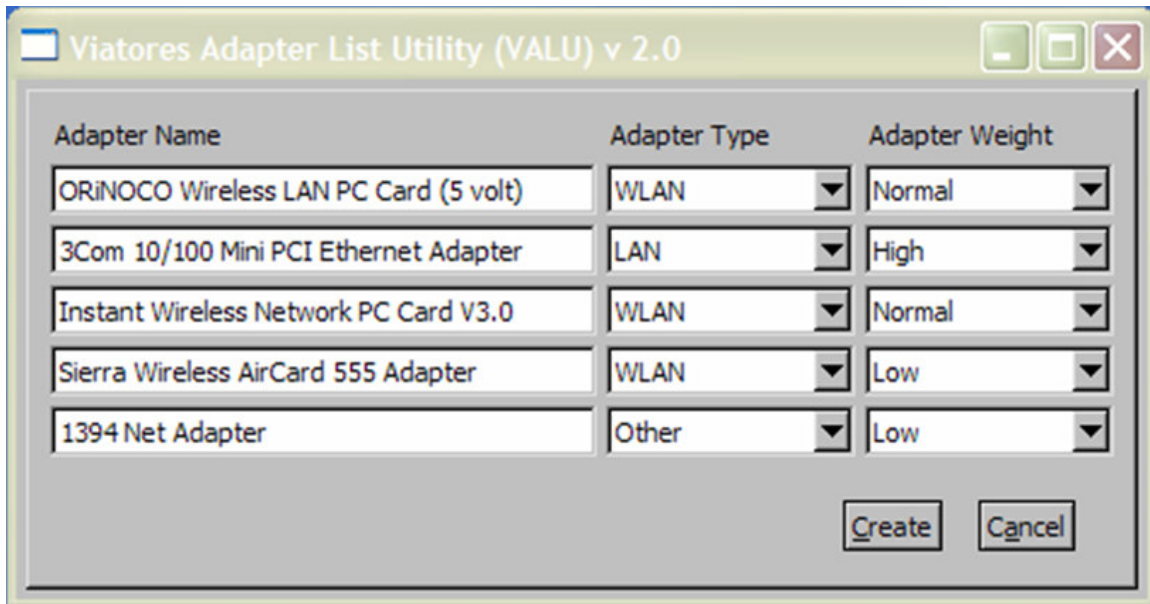 Viatores Adapter List Utility (VALU) v 2.0
Adapter Name Adapter Type Adapter Weight
ORiNOCO Wireless LAN PC Card (5 volt) WLAN Normal
3Com 10/100 Mini PCI Ethernet Adapter LAN High
Instant Wireless Network PC Card V3.0 WLAN Normal
Sierra Wireless AirCard 555 Adapter WLAN Low
1394 Net Adapter Other Low
Create Cancel